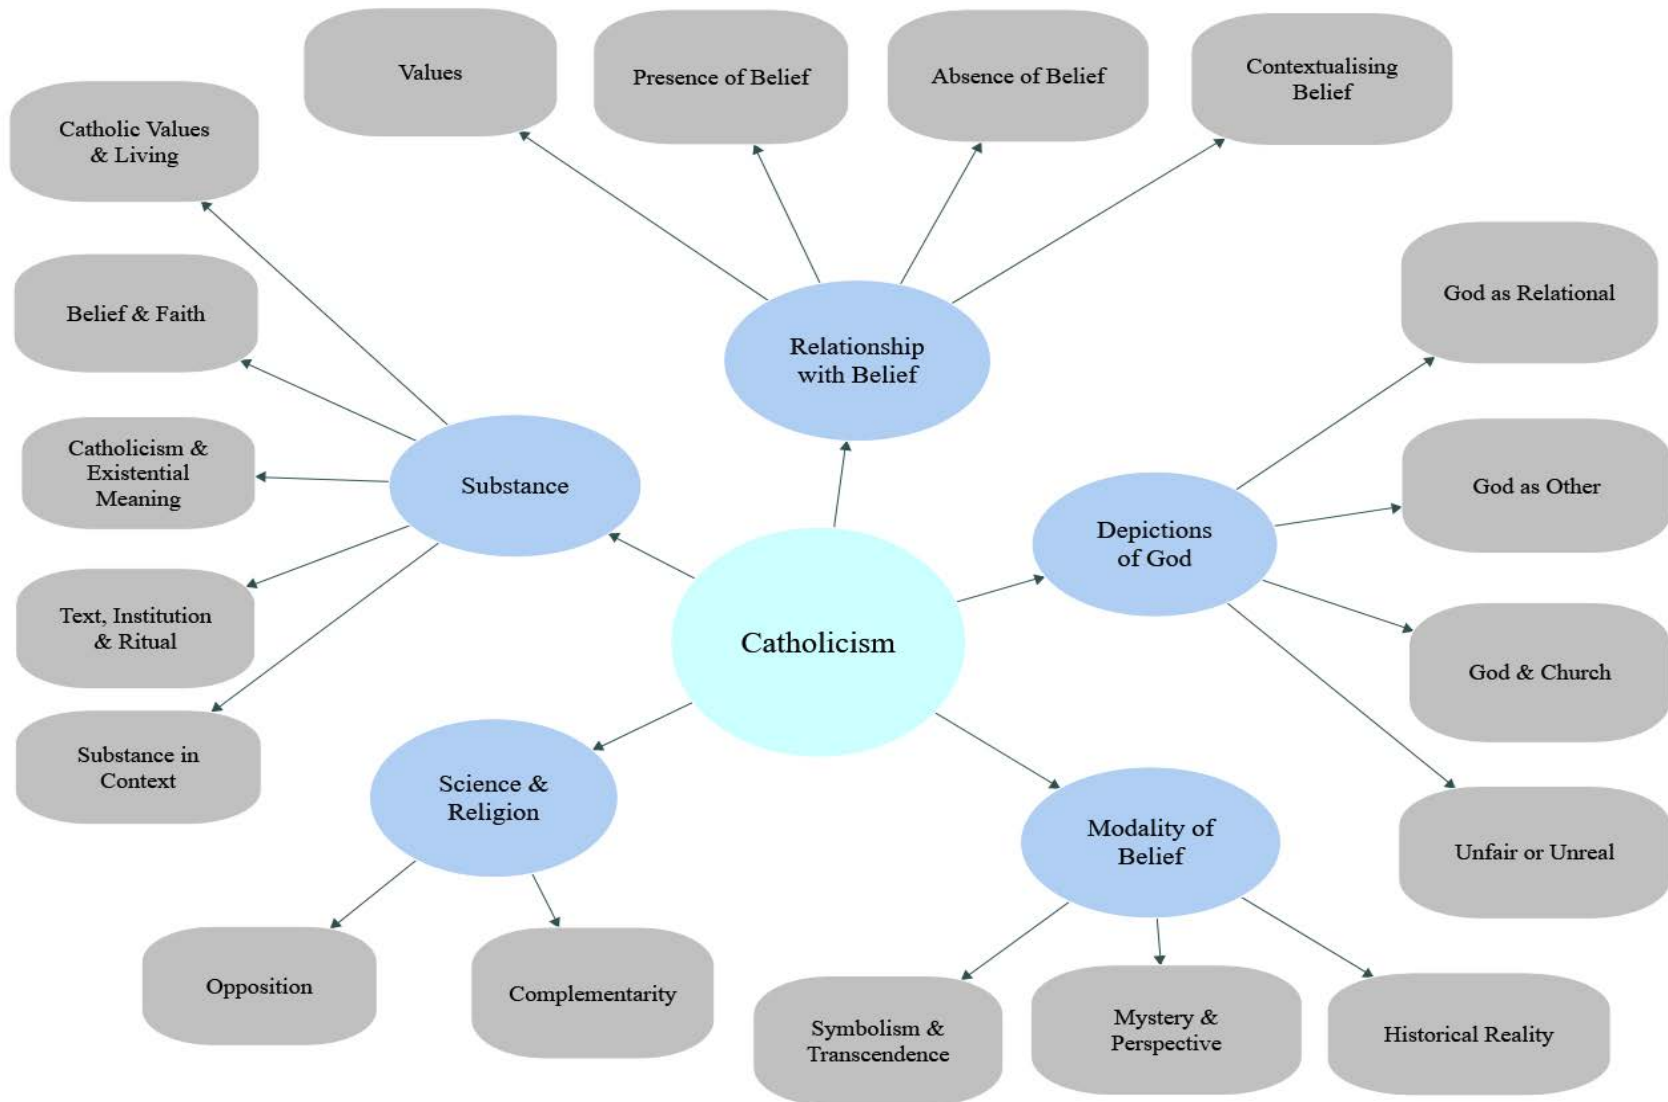 Values
Presence of Belief
Absence of Belief
Contextualising
Belief
Catholic Values
& Living
Belief & Faith
Catholicism &
Existential
Meaning
Text, Institution
& Ritual
Substance in
Context
Substance
Relationship
with Belief
Depictions
of God
God as Relational
God as Other
God & Church
Unfair or Unreal
Catholicism
Science &
Religion
Opposition
Complementarity
Modality of
Belief
Symbolism &
Transcendence
Mystery &
Perspective
Historical Reality